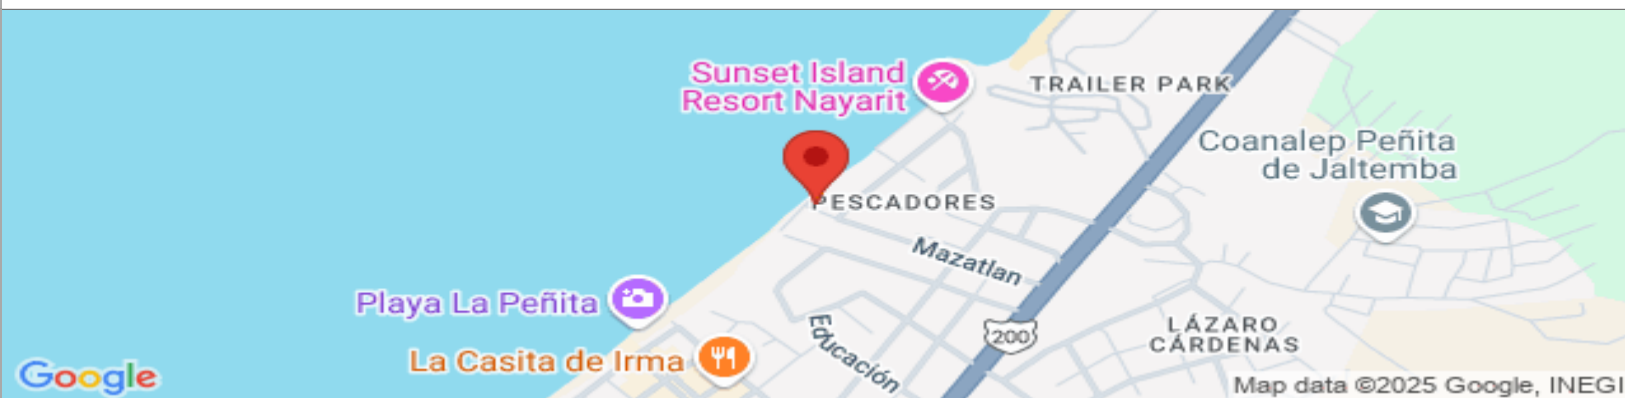 Sunset Island
Resort Nayarit
TRAILER PARK
Coanalep Peñita
de Jaltemba
PESCADORES
Mazatlan
Playa La Peñita
Educación
200
LÁZARO
CÁRDENAS
La Casita de Irma
Google
Map data ©2025 Google, INEGI